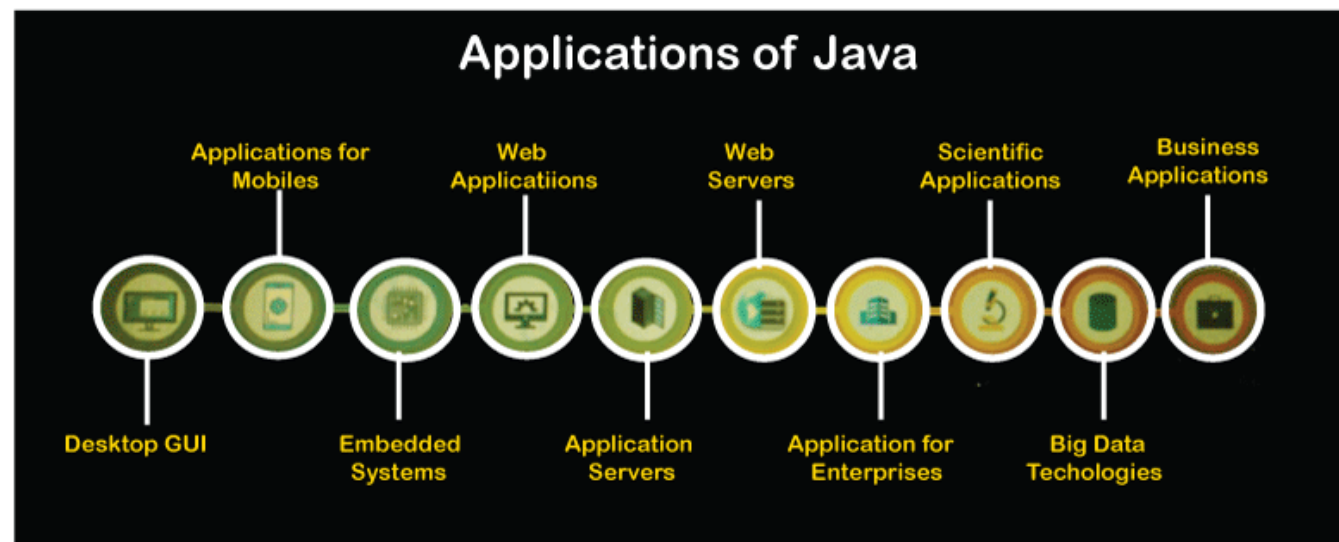 Applications of Java
Applications for
Mobiles
Web
Applicatiions
Web
Servers
Scientific
Applications
Business
Applications
Desktop GUI
Embedded
Systems
Application
Servers
Application for
Enterprises
Big Data
Techologies